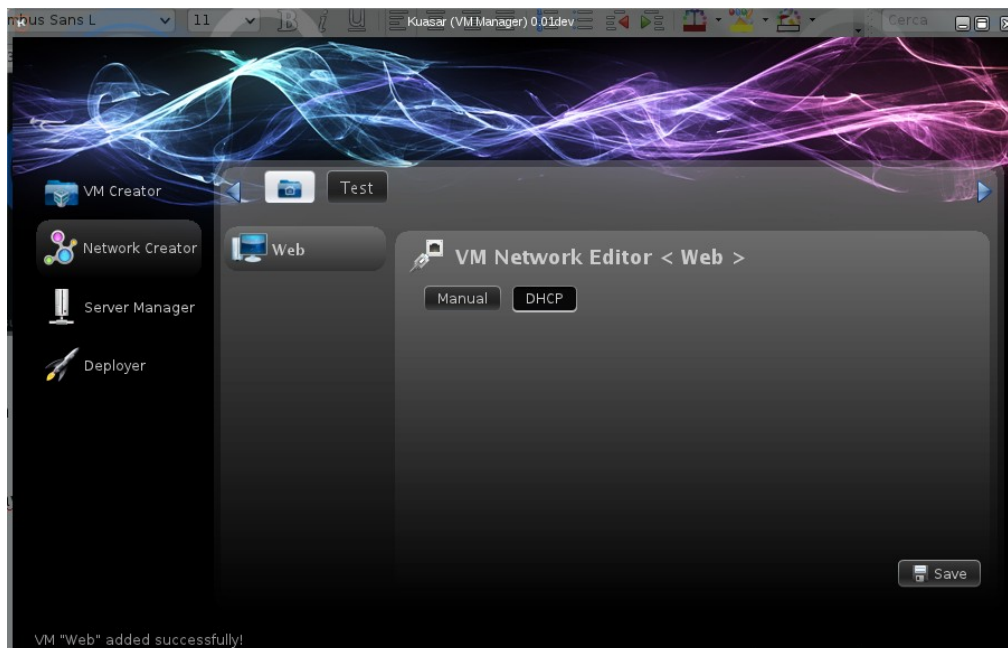 mbus Sans L 11 B i U Kuasar (VM Manager) 0.01dev Cerca
VM Creator
Test
Network Creator
Web
VM Network Editor < Web >
Manual DHCP
Server Manager
Deployer
Save
VM "Web" added successfully!